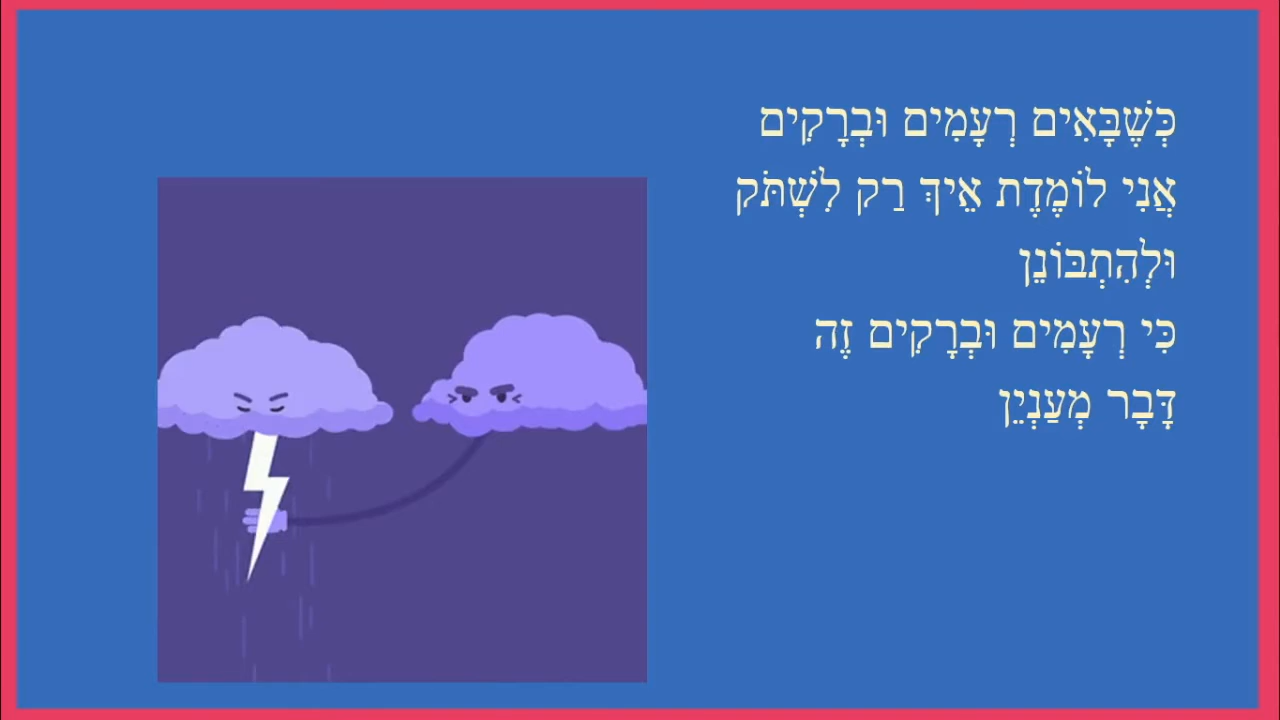 כְּשֶׁבָּאִים רְעָמִים וּבְרָקִים
אֲנִי לוֹמֶדֶת אֵיךְ רַק לִשְׁתֹּק
וּלְהִתְבּוֹנֵן
כִּי רְעָמִים וּבְרָקִים זֶה
דָּבָר מְעַנְיֵן